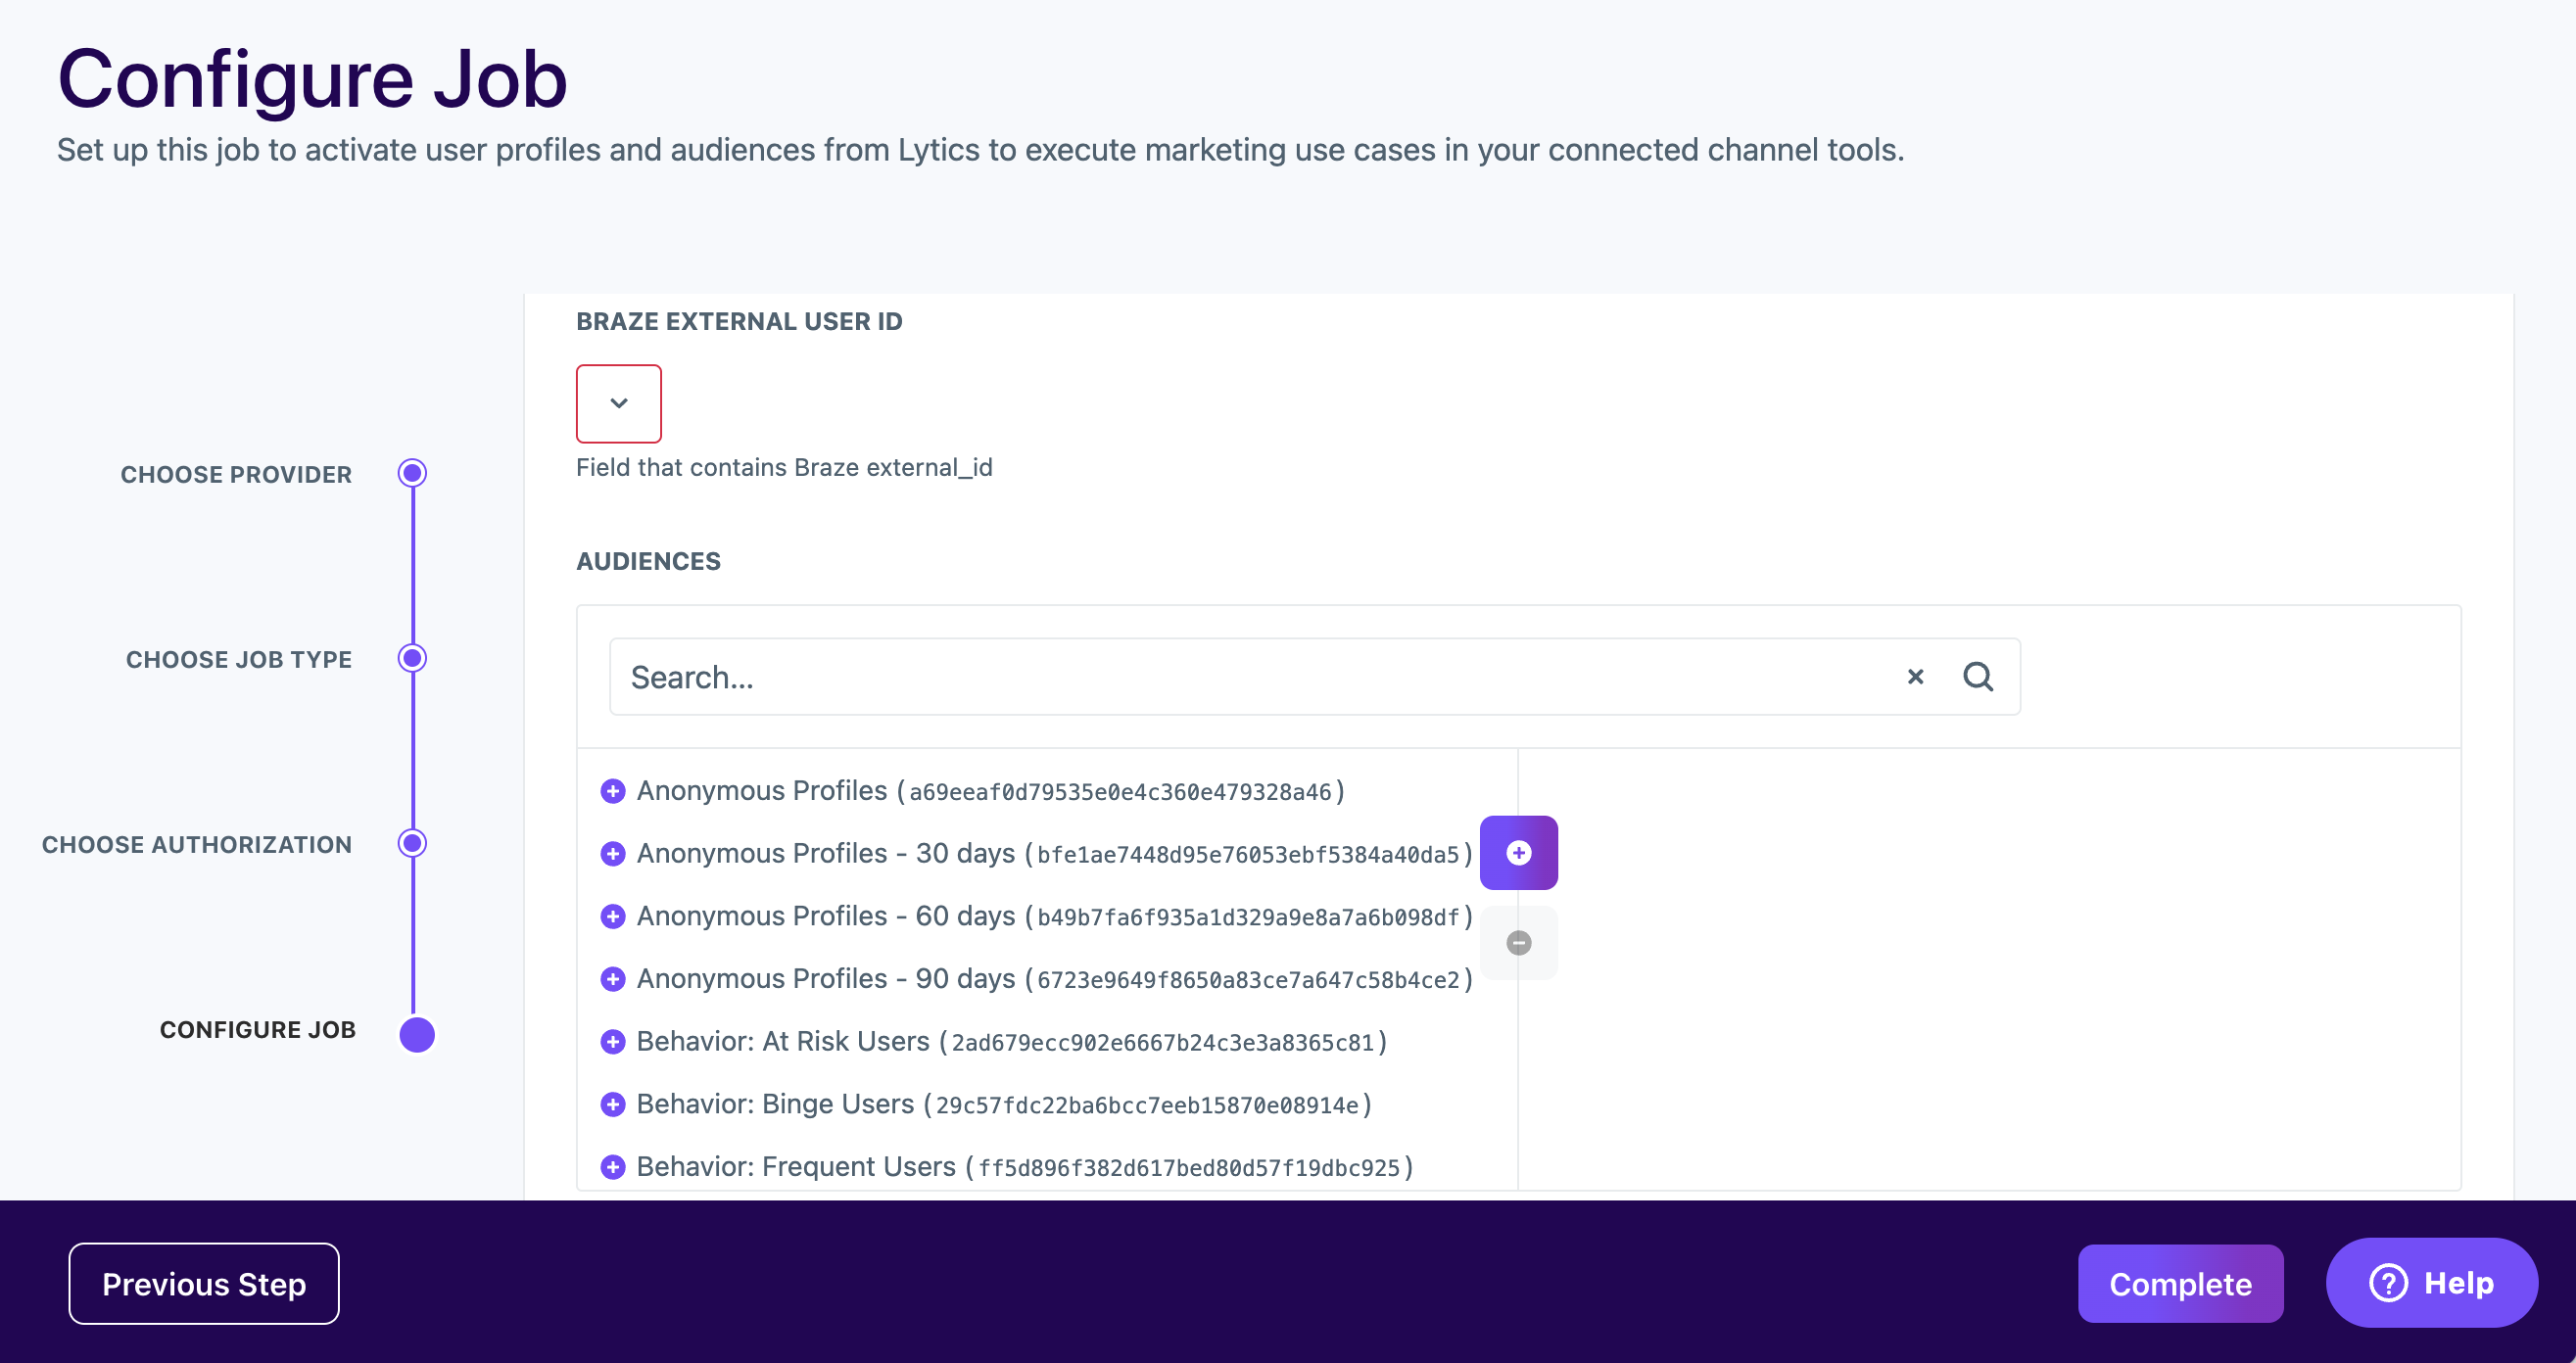 Configure Job
Set up this job to activate user profiles and audiences from Lytics to execute marketing use cases in your connected channel tools.
CHOOSE PROVIDER
CHOOSE JOB TYPE
CHOOSE AUTHORIZATION
CONFIGURE JOB
BRAZE EXTERNAL USER ID
Field that contains Braze external_id
AUDIENCES
Search...
Anonymous Profiles (a69eeaf0d79535e0e4c360e479328a46)
Anonymous Profiles - 30 days (bfe1ae7448d95e76053ebf5384a40da5)
Anonymous Profiles - 60 days (b49b7fa6f935a1d329a9e8a7a6b098df)
Anonymous Profiles - 90 days (6723e9649f8650a83ce7a647c58b4ce2)
Behavior: At Risk Users (2ad679ecc902e6667b24c3e3a8365c81)
Behavior: Binge Users (29c57fdc22ba6bcc7eeb15870e08914e)
Behavior: Frequent Users (ff5d896f382d617bed80d57f19dbc925)
Previous Step
Complete
Help